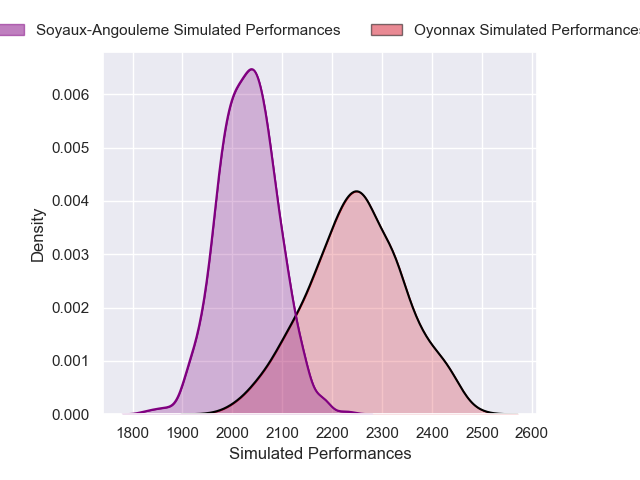 Soyaux-Angouleme Simulated Performances
Oyonnax Simulated Performances
0.006
0.005
0.004
0.003
0.002
0.001
0.000
Density
1800 1900 2000 2100 2200 2300 2400 2500 2600
Simulated Performances